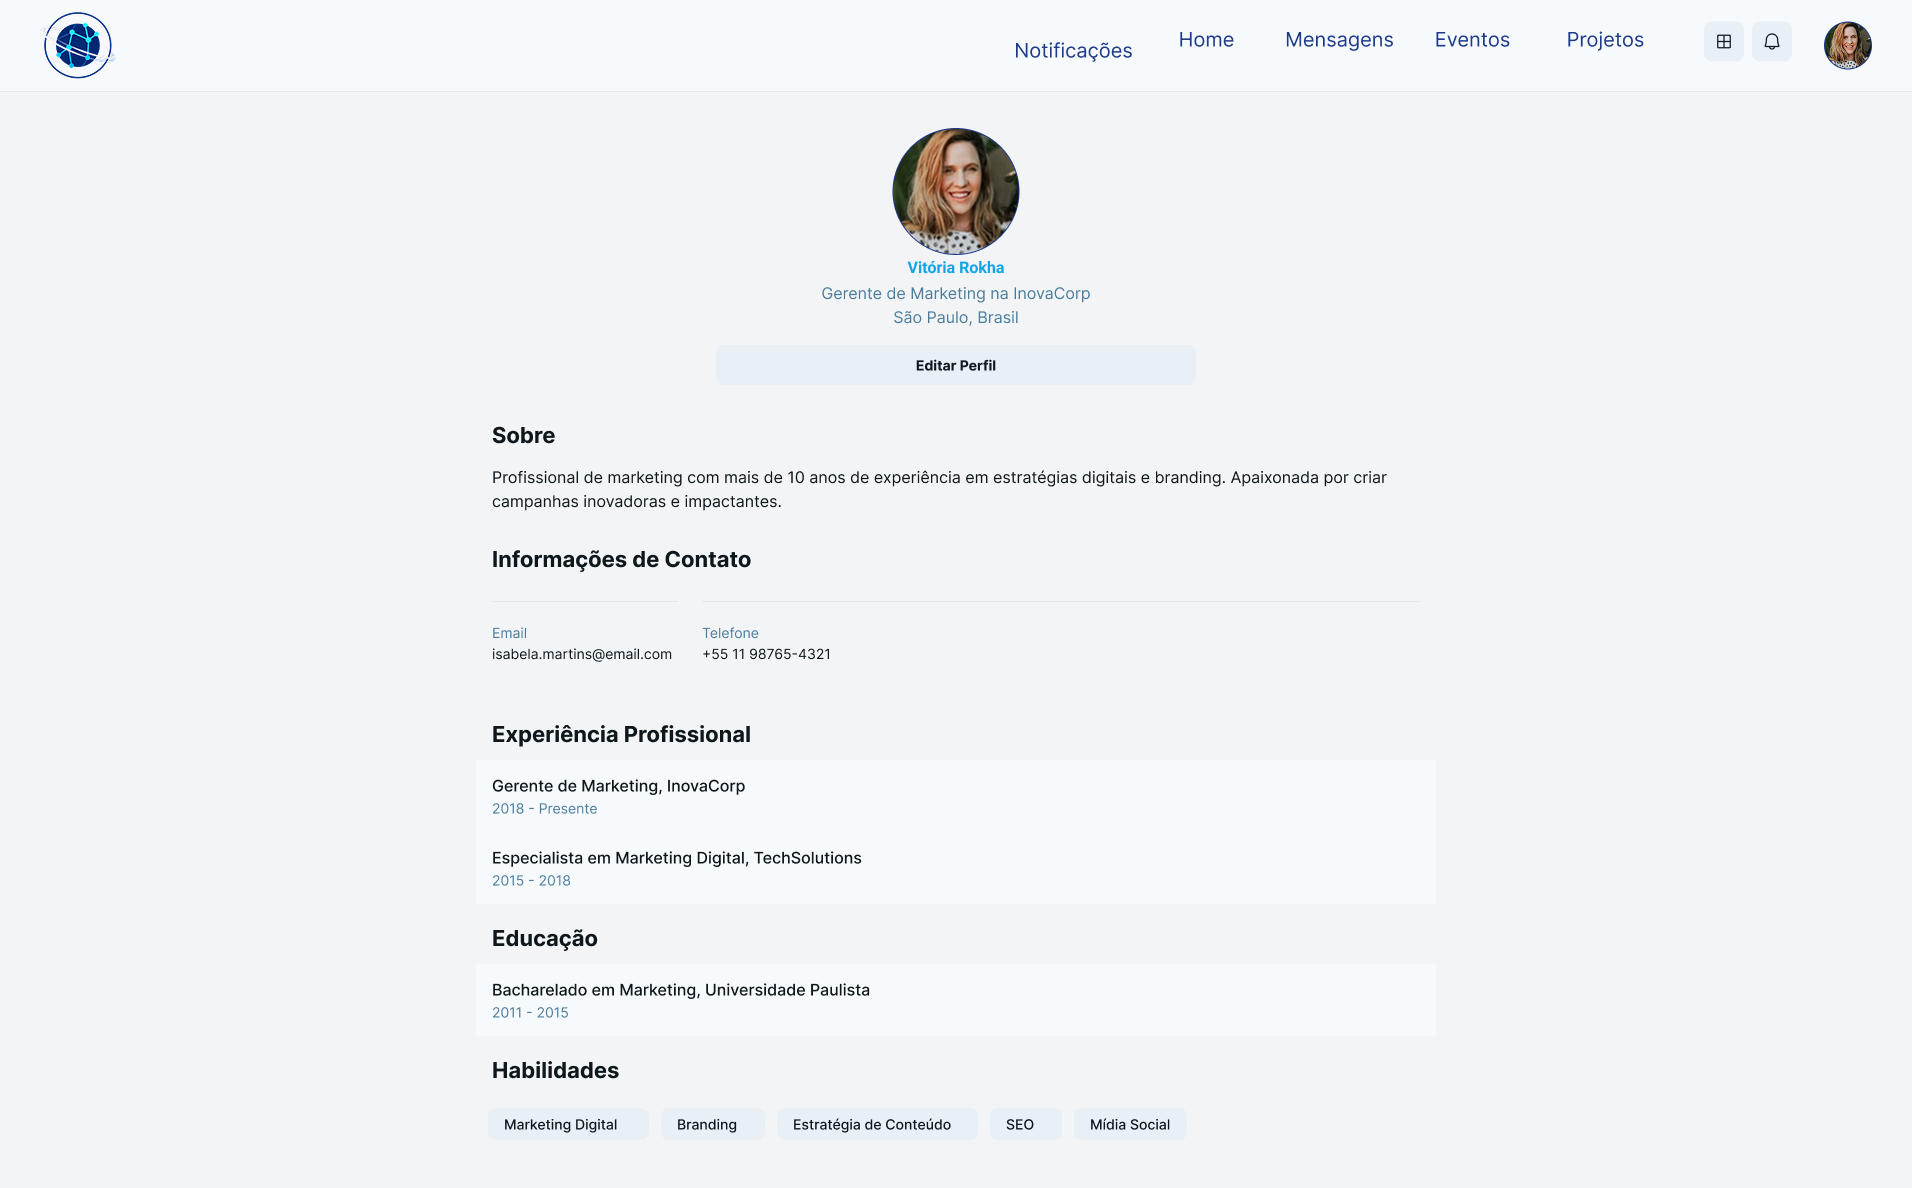 Notificações
Home
Mensagens
Eventos
Projetos
Vitória Rokha
Gerente de Marketing na InovaCorp
São Paulo, Brasil
Editar Perfil
Sobre
Profissional de marketing com mais de 10 anos de experiência em estratégias digitais e branding. Apaixonada por criar
campanhas inovadoras e impactantes.
Informações de Contato
Email
isabela.martins@email.com
Telefone
+55 11 98765-4321
Experiência Profissional
Gerente de Marketing, InovaCorp
2018 - Presente
Especialista em Marketing Digital, TechSolutions
2015 - 2018
Educação
Bacharelado em Marketing, Universidade Paulista
2011 - 2015
Habilidades
Marketing Digital
Branding
Estratégia de Conteúdo
SEO
Mídia Social